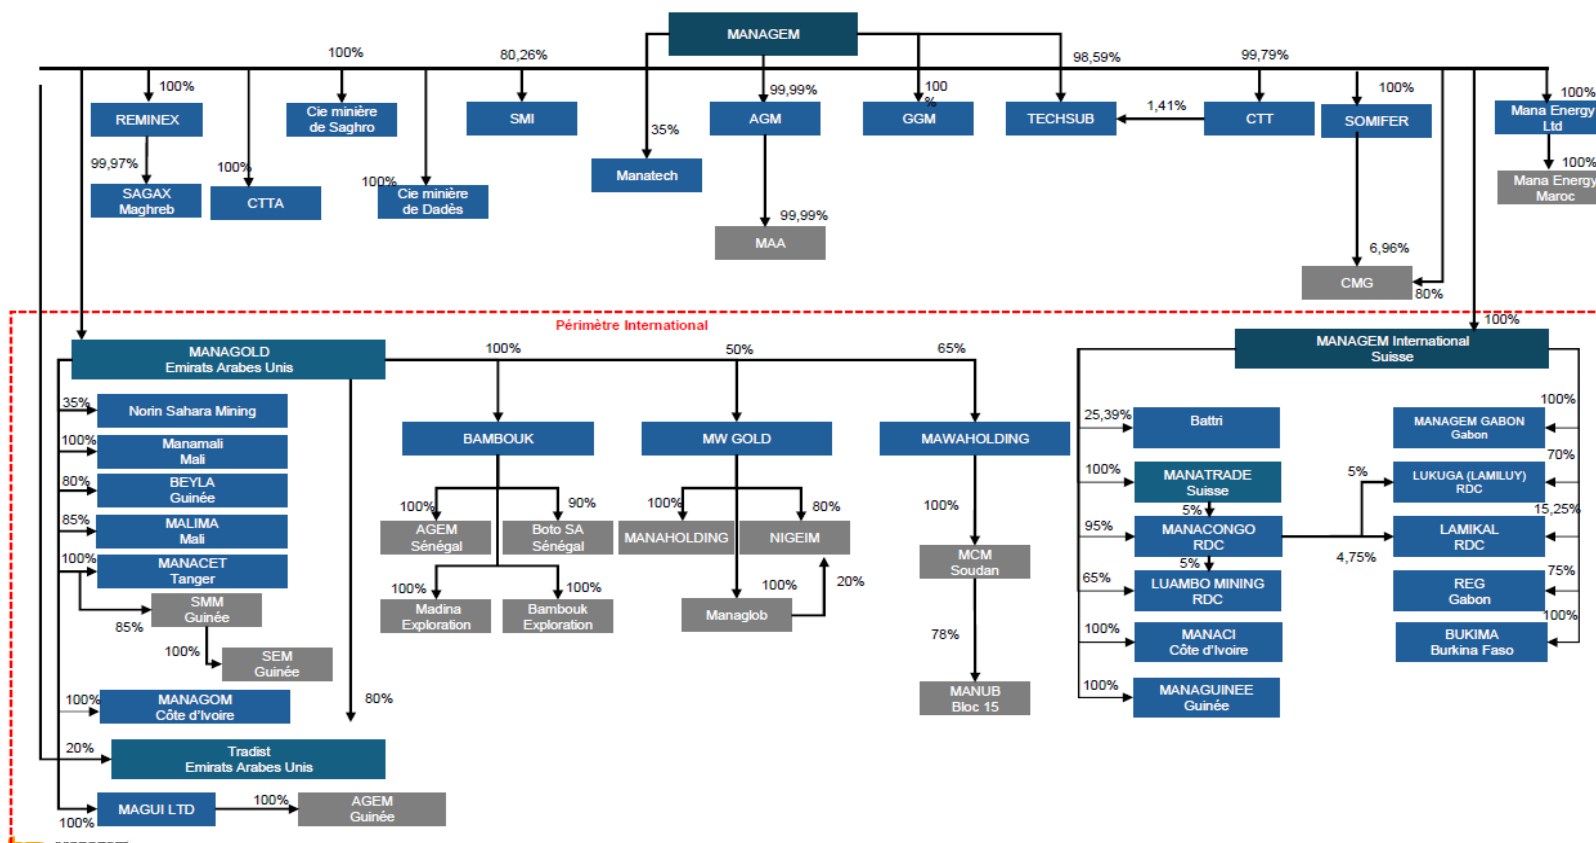 MANAGEM
100%
80,26%
98,59%
99,79%
100%
99,99%
100
%
100%
100%
REMINEX
Cie minière
de Saghro
SMI
AGM
GGM
TECHSUB
1,41%
CTT
SOMIFER
Mana Energy
Ltd
99,97%
100%
100%
35%
100%
SAGAX
Maghreb
CTTA
Cie minière
de Dadès
Manatech
Mana Energy
Maroc
99,99%
MAA
6,96%
CMG
80%
Périmètre International
100%
MANAGOLD
Emirats Arabes Unis
100%
50%
65%
MANAGEM International
Suisse
35%
Norin Sahara Mining
100%
Manamali
Mali
80%
BEYLA
Guinée
85%
MALIMA
Mali
100%
MANACET
Tanger
85%
SMM
Guinée
100%
SEM
Guinée
100%
MANAGOM
Côte d'Ivoire
80%
20%
Tradist
Emirats Arabes Unis
100%
MAGUI LTD
100%
AGEM
Guinée
BAMBOUK
100%
AGEM
Sénégal
90%
Boto SA
Sénégal
100%
Madina
Exploration
100%
Bambouk
Exploration
MW GOLD
100%
MANAHOLDING
80%
NIGEIM
100%
20%
Managlob
MAWAHOLDING
100%
MCM
Soudan
78%
MANUB
Bloc 15
25,39%
Battri
100%
MANATRADE
Suisse
5%
95%
MANACONGO
RDC
5%
65%
LUAMBO MINING
RDC
100%
MANACI
Côte d'Ivoire
100%
MANAGUINEE
Guinée
5%
4,75%
100%
MANAGEM GABON
Gabon
70%
LUKUGA (LAMILUY)
RDC
15,25%
LAMIKAL
RDC
75%
REG
Gabon
100%
BUKIMA
Burkina Faso